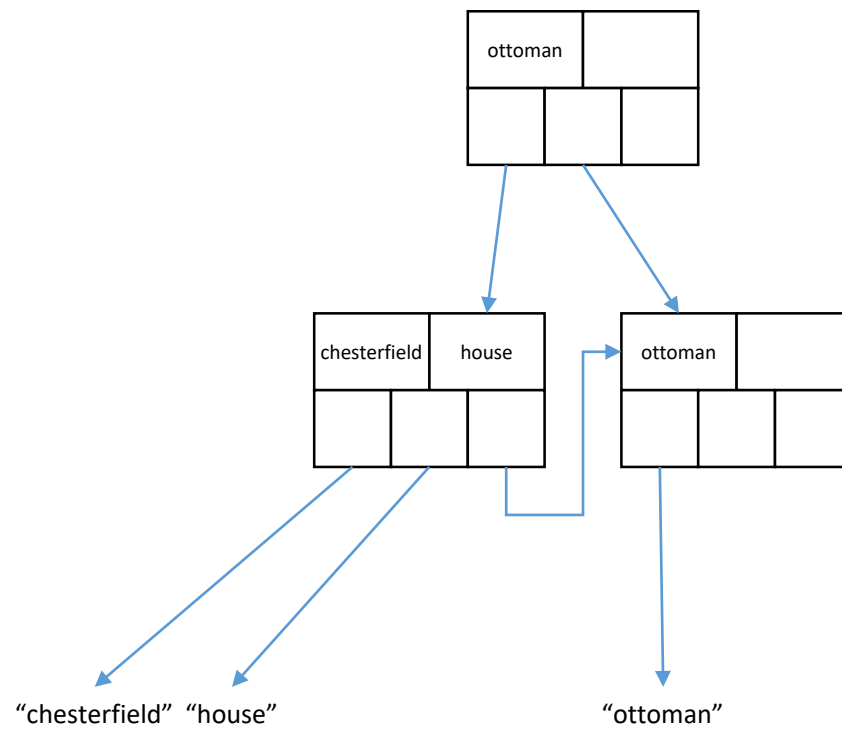 ottoman
chesterfield house ottoman
“chesterfield” “house” “ottoman”